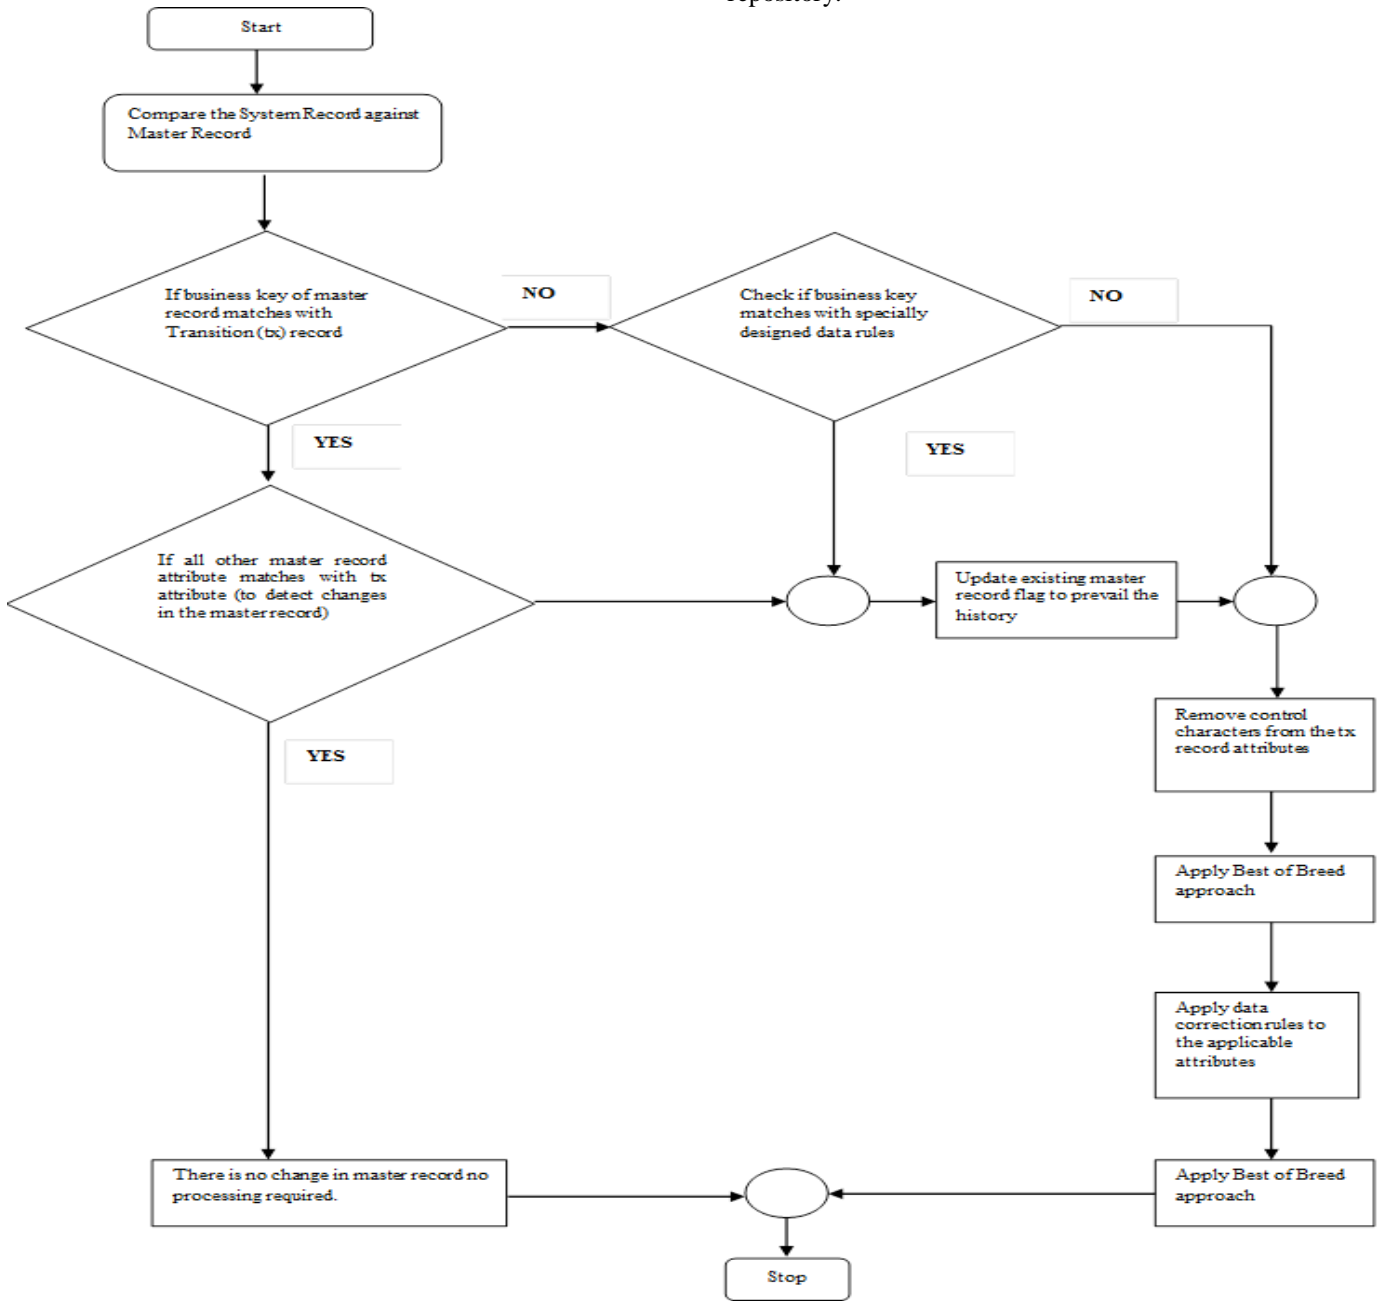 repository.
Start
Compare the System Record against
Master Record
If business key of master
record matches with
Transition (tx) record
NO
Check if business key
matches with specially
designed data rules
NO
YES
YES
If all other master record
attribute matches with tx
attribute (to detect changes
in the master record)
Update existing master
record flag to prevail the
history
Remove control
characters from the tx
record attributes
YES
Apply Best of Breed
approach
Apply data
correction rules to
the applicable
attributes
There is no change in master record no
processing required.
Apply Best of Breed
approach
Stop